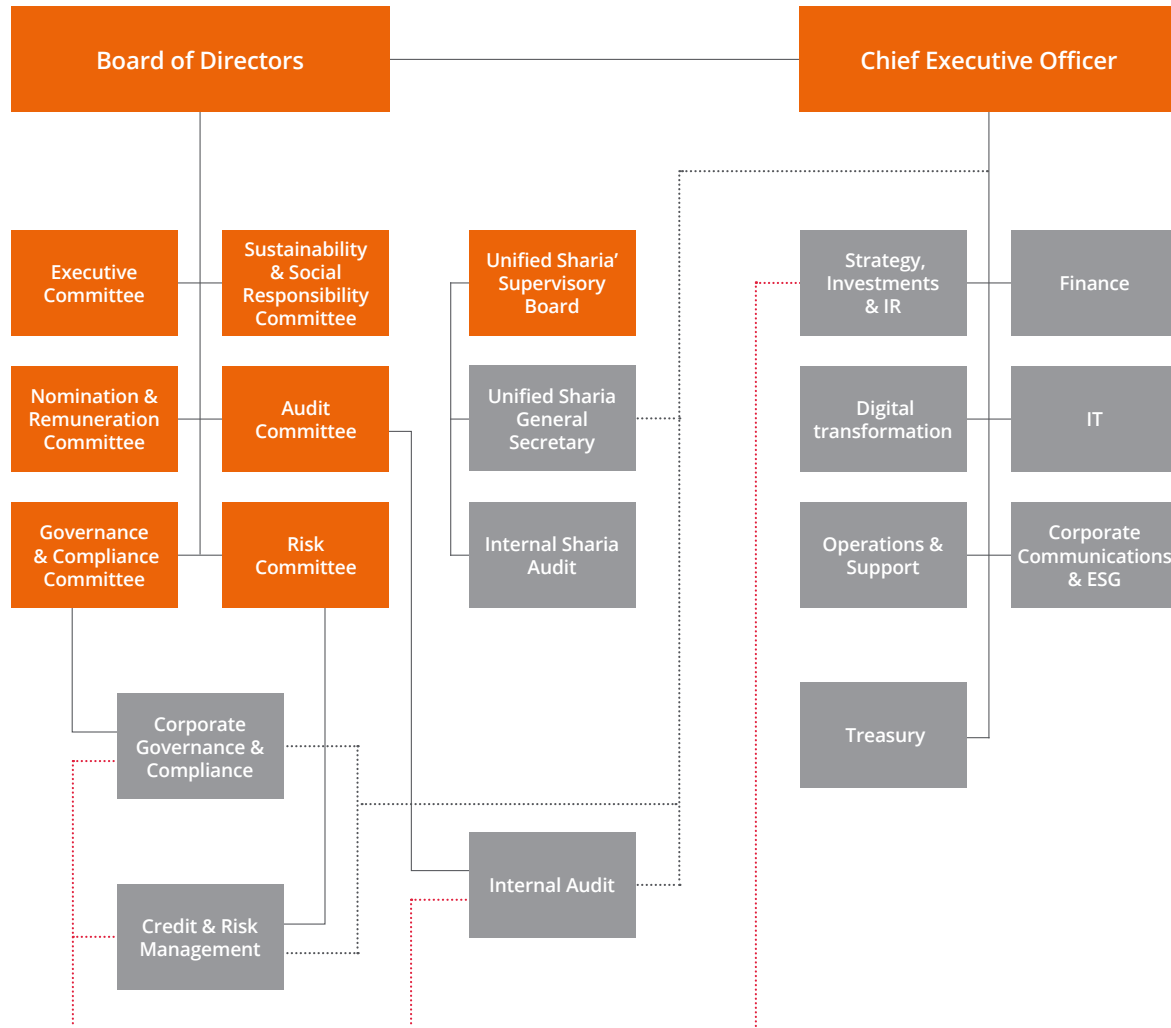 Board of Directors
Chief Executive Officer
Executive
Committee
Sustainability
& Social
Responsibility
Committee
Unified Sharia’
Supervisory
Board
Strategy,
Investments
& IR
Finance
Nomination &
Remuneration
Committee
Audit
Committee
Unified Sharia
General
Secretary
Digital
transformation
IT
Governance
& Compliance
Committee
Risk
Committee
Internal Sharia
Audit
Operations &
Support
Corporate
Communications
& ESG
Corporate
Governance &
Compliance
Treasury
Internal Audit
Credit & Risk
Management